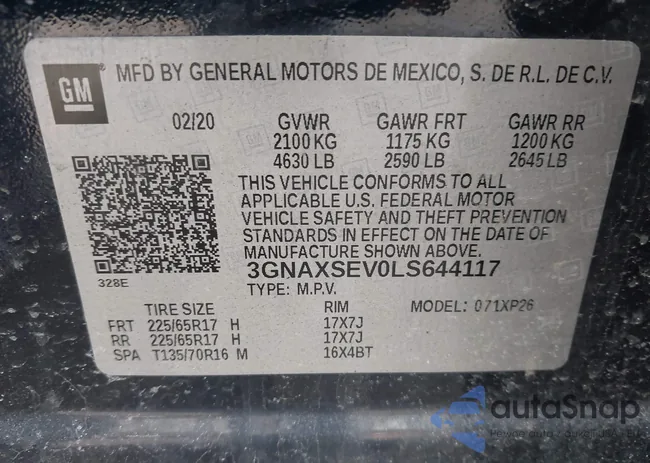 GM
MFD BY GENERAL MOTORS DE MEXICO, S. DE R.L. DE C.V.
02/20 GVWR GAWR FRT GAWR RR
2100 KG 1175 KG 1200 KG
4630 LB 2590 LB 2645 LB
THIS VEHICLE CONFORMS TO ALL
APPLICABLE U.S. FEDERAL MOTOR
VEHICLE SAFETY AND THEFT PREVENTION
STANDARDS IN EFFECT ON THE DATE OF
MANUFACTURE SHOWN ABOVE.
328E 3GNAXSEV0LS644117
TYPE: M.P.V.
TIRE SIZE RIM MODEL: 071XP26
FRT 225/65R17 H 17X7J
RR 225/65R17 H 17X7J
SPA T135/70R16 M 16X4BT
autoSnap